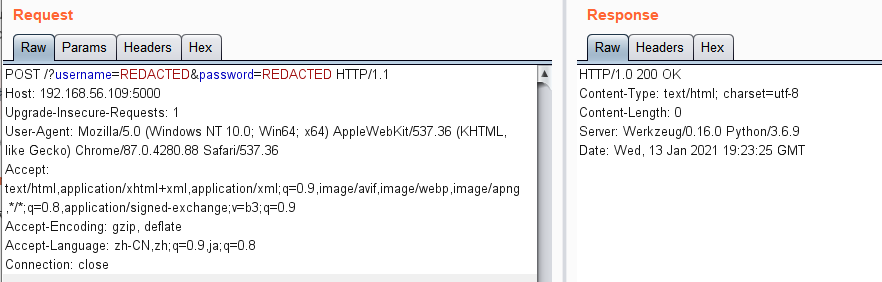 Request
Raw Params Headers Hex
POST /?username=REDACTED&password=REDACTED HTTP/1.1
Host: 192.168.56.109:5000
Upgrade-Insecure-Requests: 1
User-Agent: Mozilla/5.0 (Windows NT 10.0; Win64; x64) AppleWebKit/537.36 (KHTML,
like Gecko) Chrome/87.0.4280.88 Safari/537.36
Accept:
text/html,application/xhtml+xml,application/xml;q=0.9,image/avif,image/webp,image/apng
,*/*;q=0.8,application/signed-exchange;v=b3;q=0.9
Accept-Encoding: gzip, deflate
Accept-Language: zh-CN,zh;q=0.9,ja;q=0.8
Connection: close
Response
Raw Headers Hex
HTTP/1.0 200 OK
Content-Type: text/html; charset=utf-8
Content-Length: 0
Server: Werkzeug/0.16.0 Python/3.6.9
Date: Wed, 13 Jan 2021 19:23:25 GMT